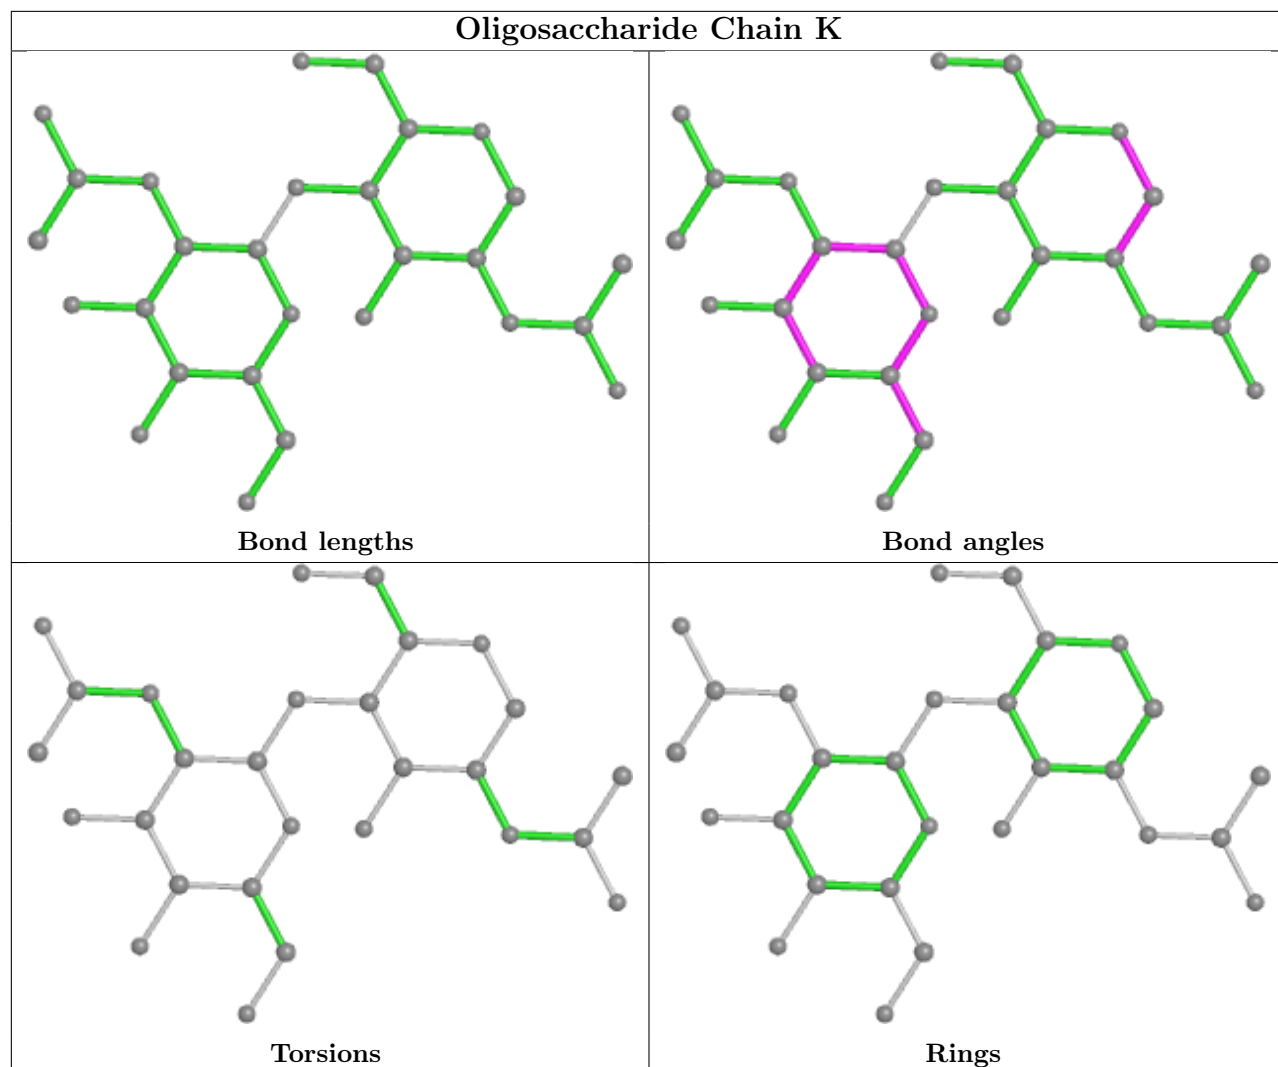 Oligosaccharide Chain K
Bond lengths
Bond angles
Torsions
Rings